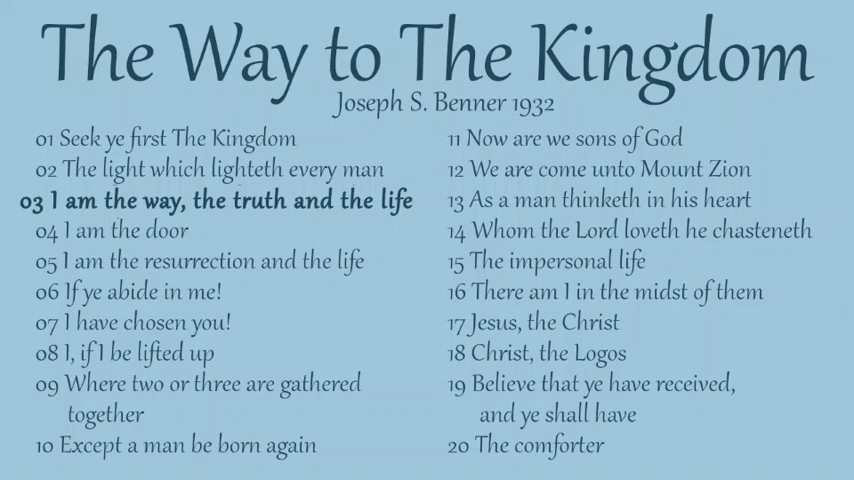 The Way to The Kingdom
Joseph S. Benner 1932
01 Seek ye first The Kingdom
02 The light which lighteth every man
03 I am the way, the truth and the life
04 I am the door
05 I am the resurrection and the life
06 If ye abide in me!
07 I have chosen you!
08 I, if I be lifted up
09 Where two or three are gathered
together
10 Except a man be born again
11 Now are we sons of God
12 We are come unto Mount Zion
13 As a man thinketh in his heart
14 Whom the Lord loveth he chasteneth
15 The impersonal life
16 There am I in the midst of them
17 Jesus, the Christ
18 Christ, the Logos
19 Believe that ye have received,
and ye shall have
20 The comforter